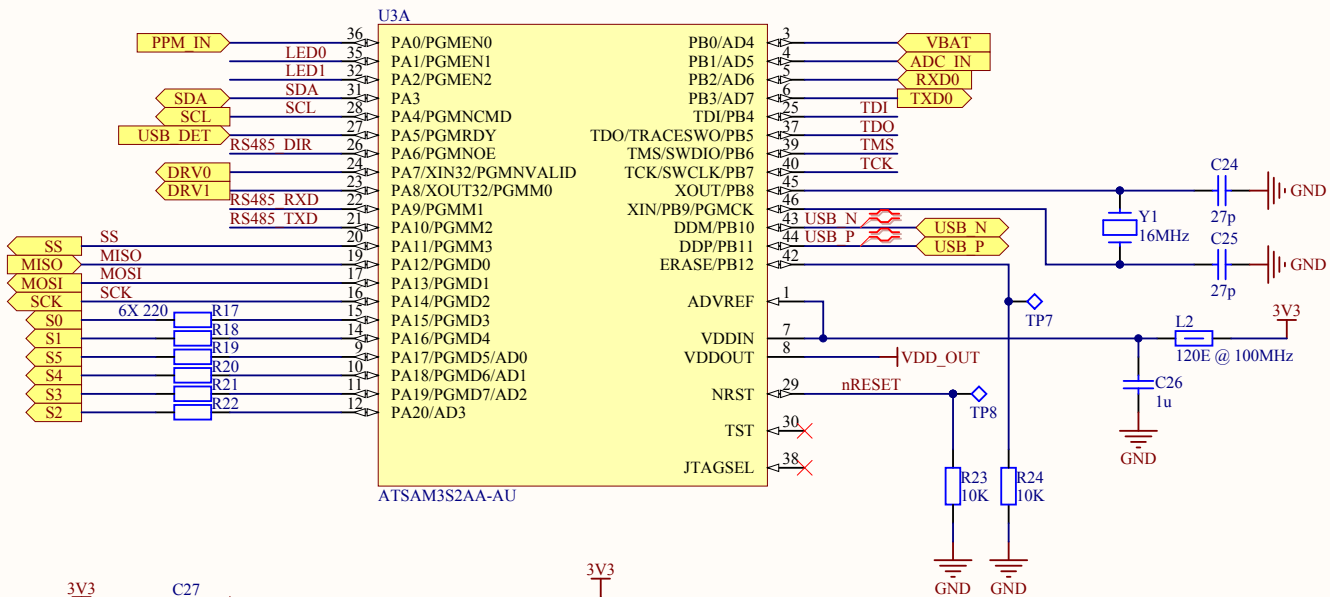 U3A
PPM_IN 36 PA0/PGMEN0 PB0/AD4 3 VBAT
LED0 35 PA1/PGMEN1 PB1/AD5 4 ADC_IN
LED1 32 PA2/PGMEN2 PB2/AD6 5 RXD0
SDA SDA 31 PA3 PB3/AD7 6 TXD0
SCL SCL 28 PA4/PGMNCMD TDI/PB4 25 TDI
USB_DET 27 PA5/PGMRDY TDO/TRACESWO/PB5 37 TDO
RS485_DIR 26 PA6/PGMNOE TMS/SWDIO/PB6 39 TMS
DRV0 24 PA7/XIN32/PGMNVALID TCK/SWCLK/PB7 40 TCK
DRV1 23 PA8/XOUT32/PGMM0 XOUT/PB8 45 C24 27p GND
RS485_RXD 22 PA9/PGMM1 XIN/PB9/PGMCK 46 Y1
RS485_TXD 21 PA10/PGMM2 DDM/PB10 43 USB_N USB_N 16MHz
SS SS 20 PA11/PGMM3 DDP/PB11 44 USB_P USB_P C25
MISO MISO 19 PA12/PGMD0 ERASE/PB12 42 27p GND
MOSI MOSI 17 PA13/PGMD1
SCK SCK 16 PA14/PGMD2 ADVREF 1 TP7
S0 6X 220 R17 15 PA15/PGMD3 3V3
S1 R18 14 PA16/PGMD4 VDDIN 7 L2
S5 R19 9 PA17/PGMD5/AD0 VDDOUT 8 VDD_OUT 120E @ 100MHz
S4 R20 10 PA18/PGMD6/AD1 C26
S3 R21 11 PA19/PGMD7/AD2 NRST 29 nRESET 1u
S2 R22 12 PA20/AD3 TP8
TST 30
GND
JTAGSEL 38
R23 R24
ATSAM3S2AA-AU 10K 10K
3V3
3V3 C27 GND GND